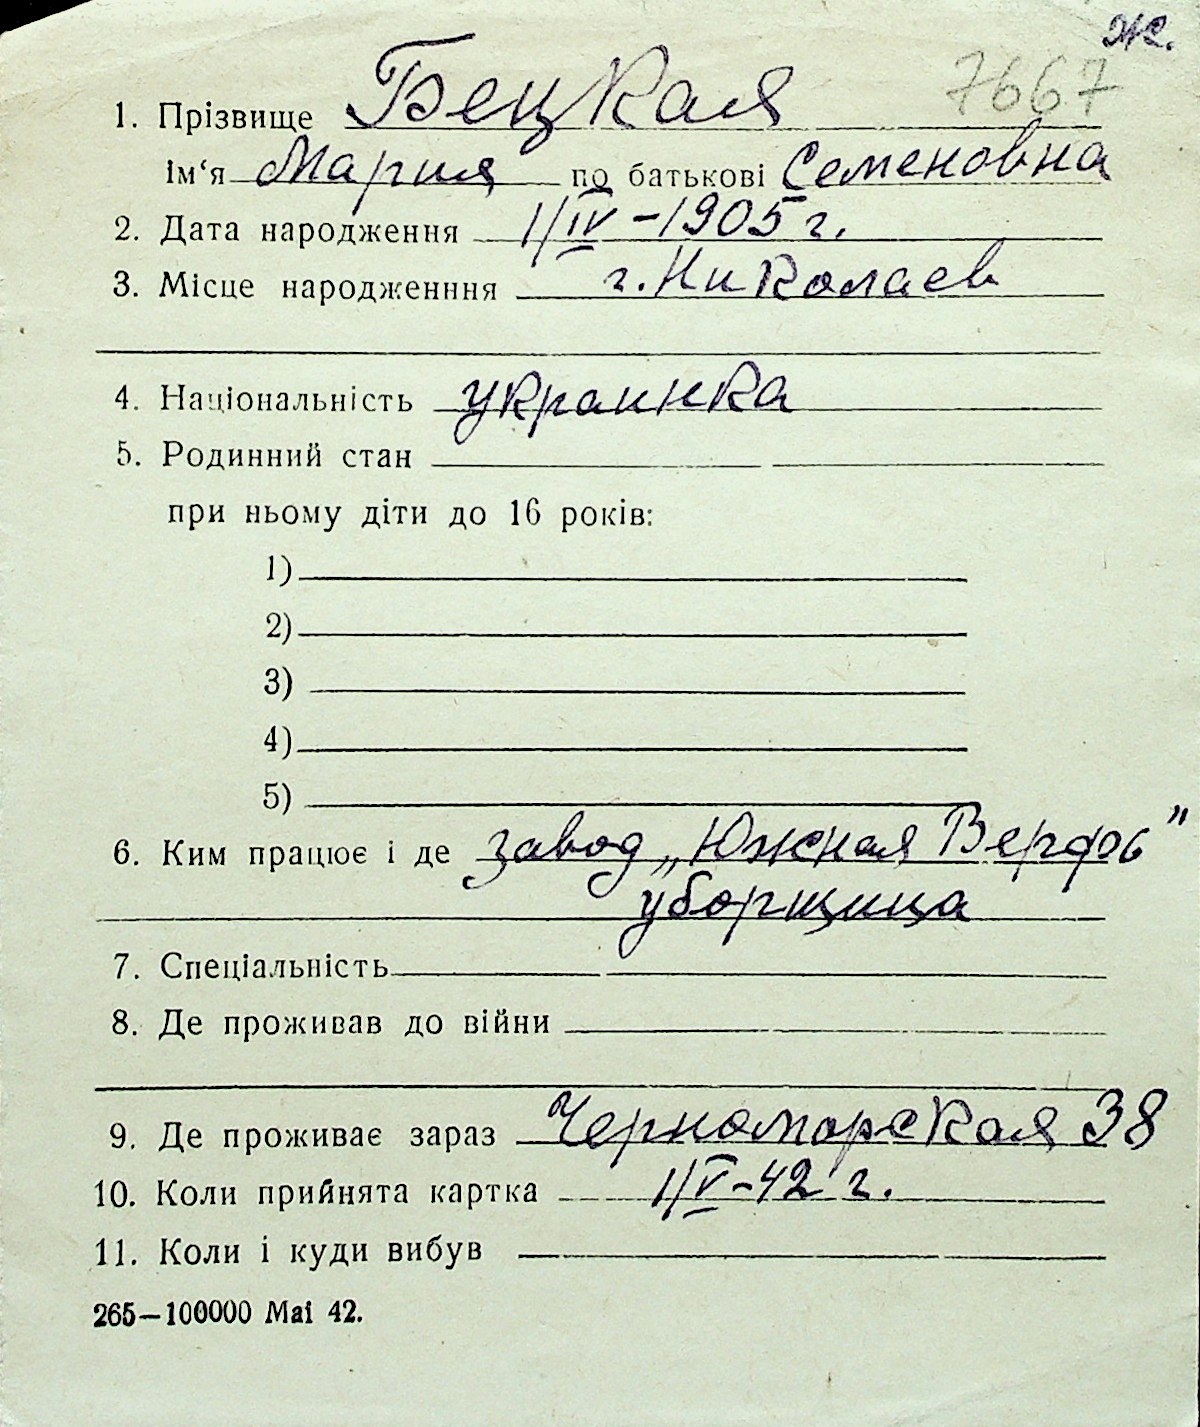 Ж.
7667
1. Прізвище Бецкая
Ім‘я Мария по батькові Семеновна
2. Дата народження 1/IV-1905 г.
3. Місце народженння г. Николаев
4. Національність украинка
5. Родинний стан
при ньому діти до 16 років:
1)
2)
3)
4)
5)
6. Ким працює і де завод „Южная Верфь"
уборщица
7. Спеціальність
8. Де проживав до війни
9. Де проживає зараз Черноморская 38
10. Коли прийнята картка 1/V-42 г.
11. Коли і куди вибув
265—100000 Mai 42.